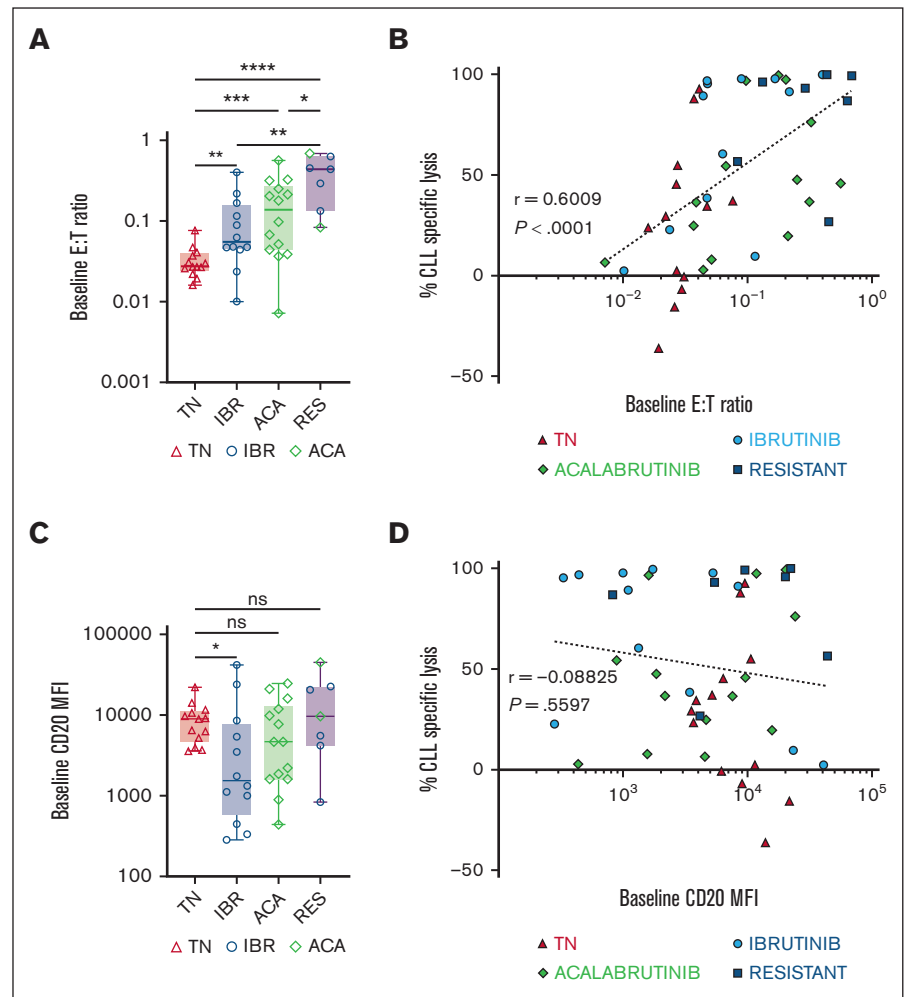 A
****
***
*
**
**
Baseline E:T ratio
1
0.1
0.01
0.001
TN
IBR
ACA
RES
TN IBR ACA
B
% CLL specific lysis
100
50
0
−50
r = 0.6009
P < .0001
10−2
10−1
100
Baseline E:T ratio
TN
IBRUTINIB
ACALABRUTINIB
RESISTANT
C
ns
ns
*
Baseline CD20 MFI
100000
10000
1000
100
TN
IBR
ACA
RES
TN IBR ACA
D
% CLL specific lysis
100
50
0
−50
r = −0.08825
P = .5597
103
104
105
Baseline CD20 MFI
TN
IBRUTINIB
ACALABRUTINIB
RESISTANT